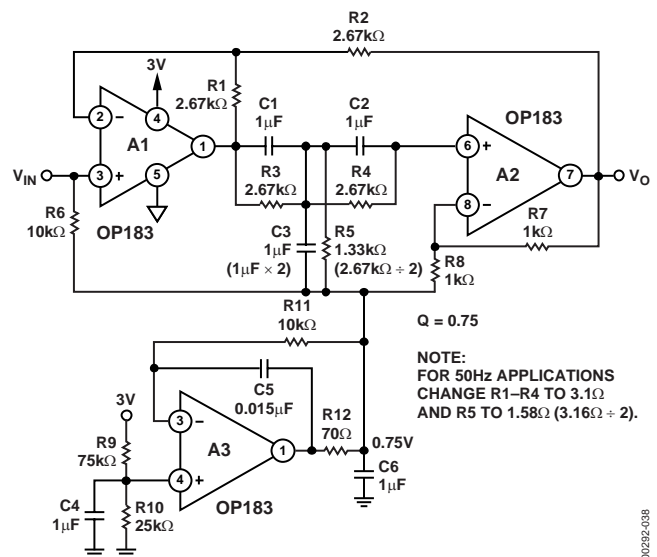 R2
2.67kΩ
3V
R1
2.67kΩ
C1
1µF
C2
1µF
OP183
2
−
4
A1
1
6
+
A2
7
VIN
3
+
5
R3
2.67kΩ
R4
2.67kΩ
8
−
VO
R6
10kΩ
OP183
R7
1kΩ
C3
1µF
(1µF × 2)
R5
1.33kΩ
(2.67kΩ ÷ 2)
R8
1kΩ
R11
10kΩ
Q = 0.75
NOTE:
FOR 50Hz APPLICATIONS
CHANGE R1–R4 TO 3.1Ω
AND R5 TO 1.58Ω (3.16Ω ÷ 2).
C5
0.015µF
3V
3
−
A3
1
R12
70Ω
0.75V
R9
75kΩ
4
+
C6
1µF
OP183
C4
1µF
R10
25kΩ
00292-038